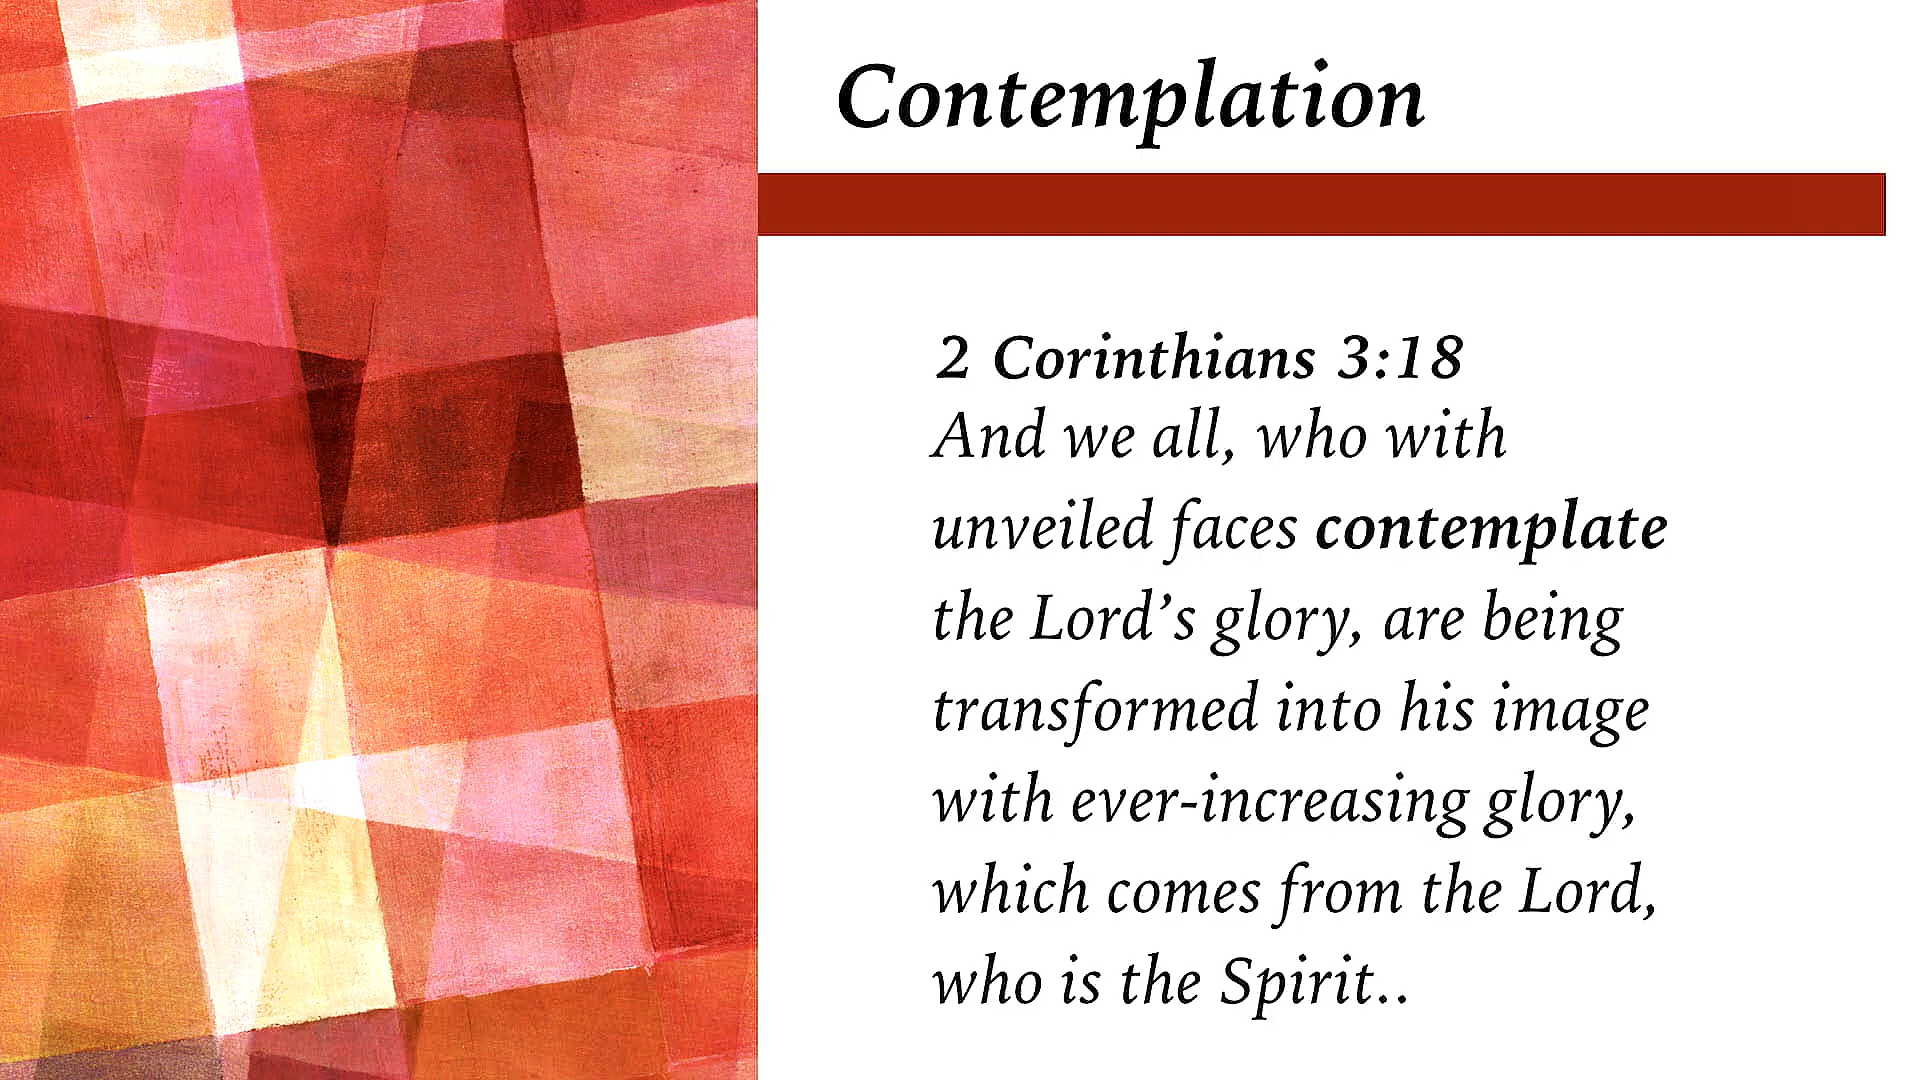 Contemplation
2 Corinthians 3:18
And we all, who with
unveiled faces contemplate
the Lord’s glory, are being
transformed into his image
with ever-increasing glory,
which comes from the Lord,
who is the Spirit..